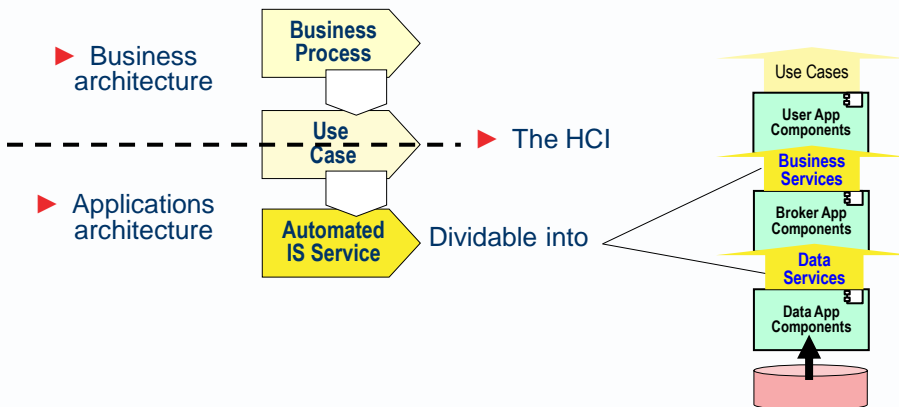 Business
Process
Business
architecture
Use
Case
The HCI
Applications
architecture
Automated
IS Service
Dividable into
Use Cases
User App
Components
Business
Services
Broker App
Components
Data
Services
Data App
Components